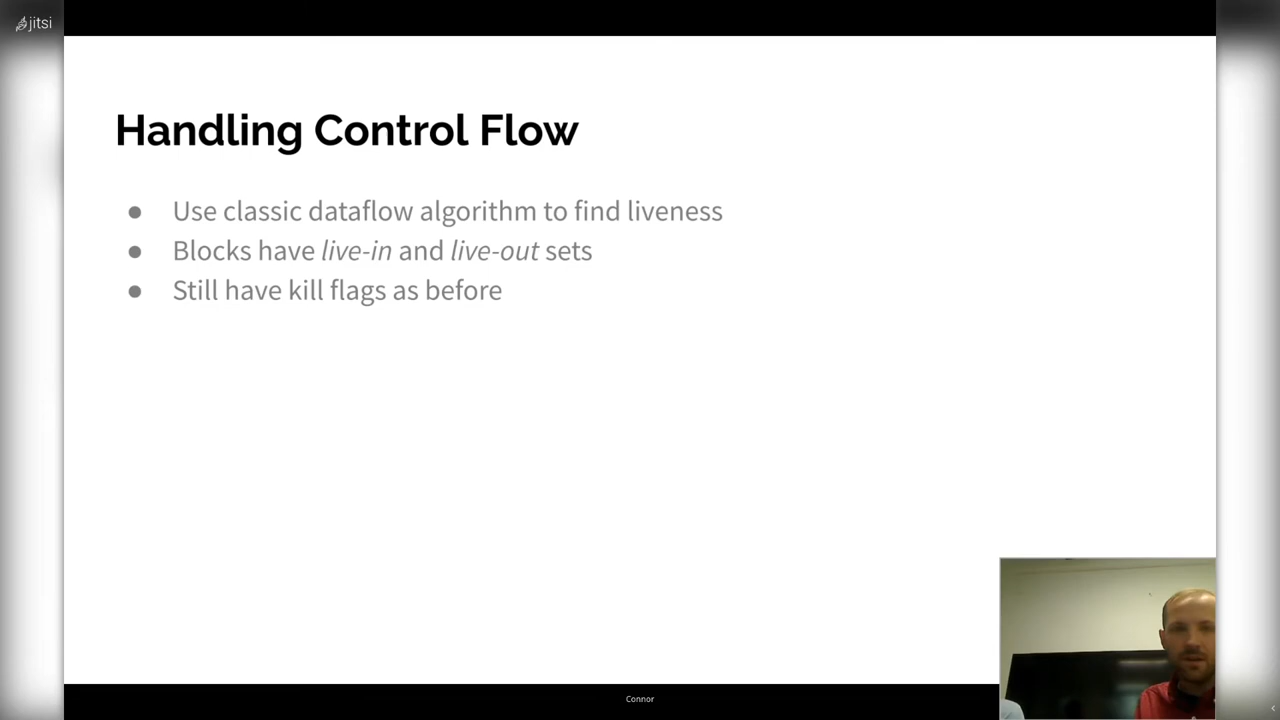 jitsi
Handling Control Flow
● Use classic dataflow algorithm to find liveness
● Blocks have live-in and live-out sets
● Still have kill flags as before
Connor